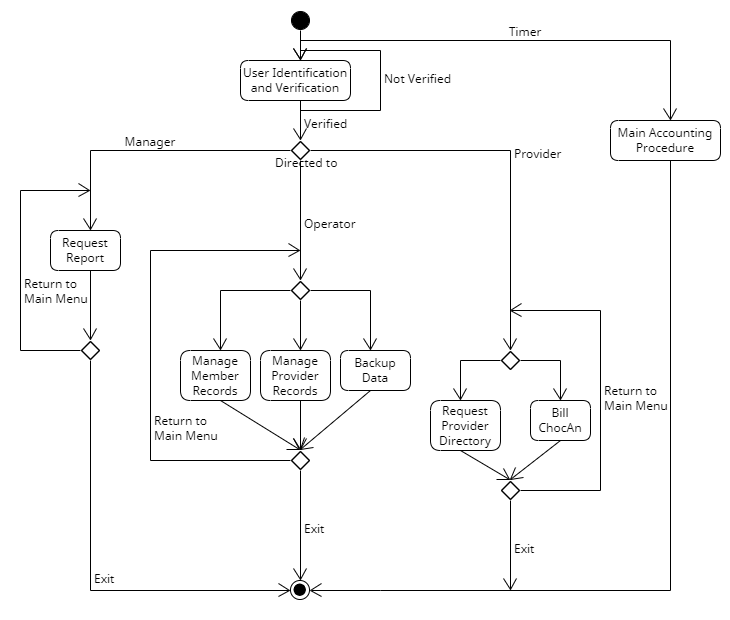 Timer
User Identification
and Verification
Not Verified
Verified
Main Accounting
Procedure
Manager
Directed to
Provider
Operator
Request
Report
Return to
Main Menu
Manage
Member
Records
Manage
Provider
Records
Backup
Data
Return to
Main Menu
Request
Provider
Directory
Bill
ChocAn
Return to
Main Menu
Exit
Exit
Exit